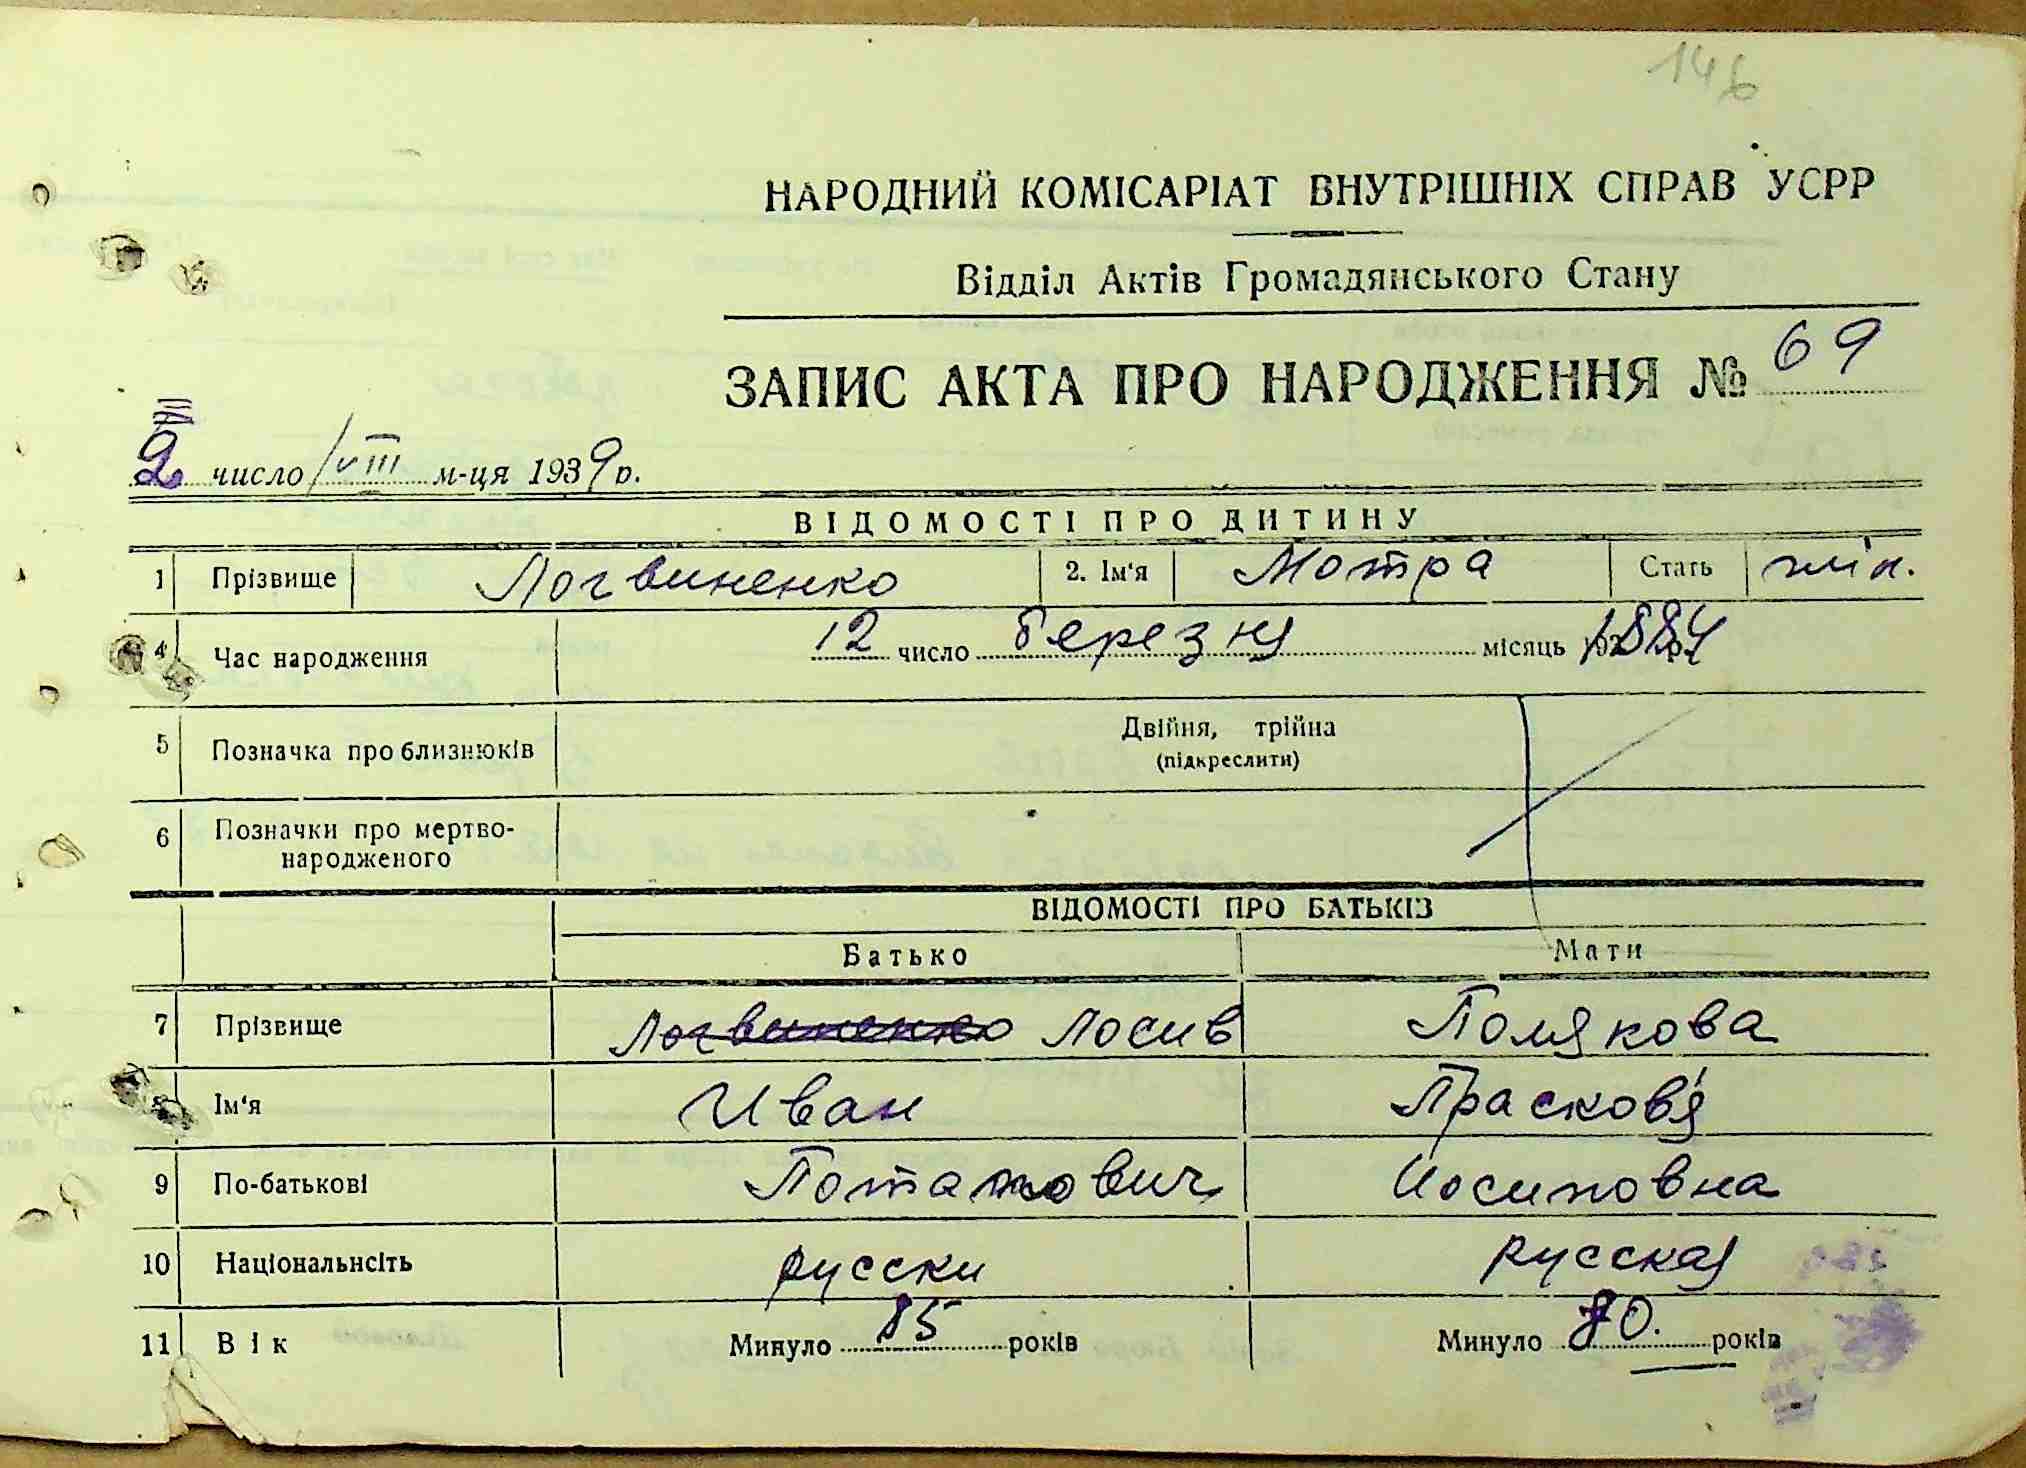 146
НАРОДНИЙ КОМІСАРІАТ ВНУТРІШНІХ СПРАВ УСРР
Відділ Актів Громадянського Стану
ЗАПИС АКТА ПРО НАРОДЖЕННЯ № 69
2 число VIII м-ця 1939 р.
ВІДОМОСТІ ПРО ДИТИНУ
1 Прізвище Логвиненко 2. Ім'я Мотра Стать жін.
4 Час народження 12 число березня місяць 1884
5 Позначка про близнюків Двійня, трійна
(підкреслити)
6 Позначки про мертво-
народженого
ВІДОМОСТІ ПРО БАТЬКІВ
Батько Мати
7 Прізвище Логвиненко Лосив Полякова
8 Ім'я Иван Прасковья
9 По-батькові Потапович Иосиповна
10 Національнсіть русски русская
11 Вік Минуло 85 років Минуло 80. років